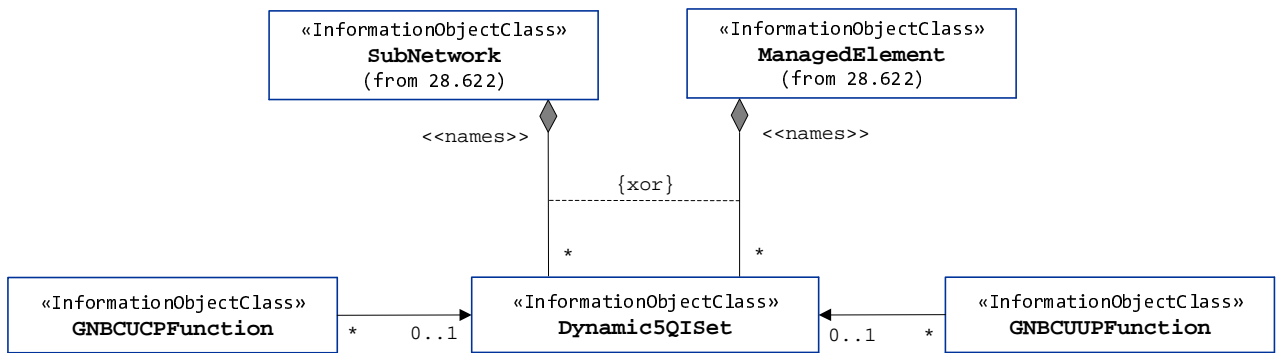 «InformationObjectClass»
SubNetwork
(from 28.622)
«InformationObjectClass»
ManagedElement
(from 28.622)
<<names>>
<<names>>
{xor}
*
*
«InformationObjectClass»
GNBCUCPFunction
*
0..1
«InformationObjectClass»
Dynamic5QISet
0..1
*
«InformationObjectClass»
GNBCUUPFunction